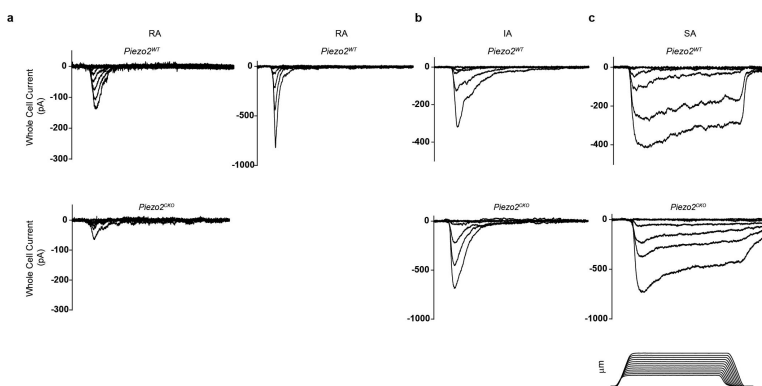 a
RA
RA
b
IA
c
SA
Piezo2WT
Piezo2WT
Piezo2WT
Piezo2WT
Whole Cell Current
(pA)
0
-100
-200
-300
0
-500
-1000
0
-200
-400
0
-200
-400
Piezo2CKO
Piezo2CKO
Piezo2CKO
Whole Cell Current
(pA)
0
-100
-200
-300
0
-500
-1000
0
-500
-1000
μm